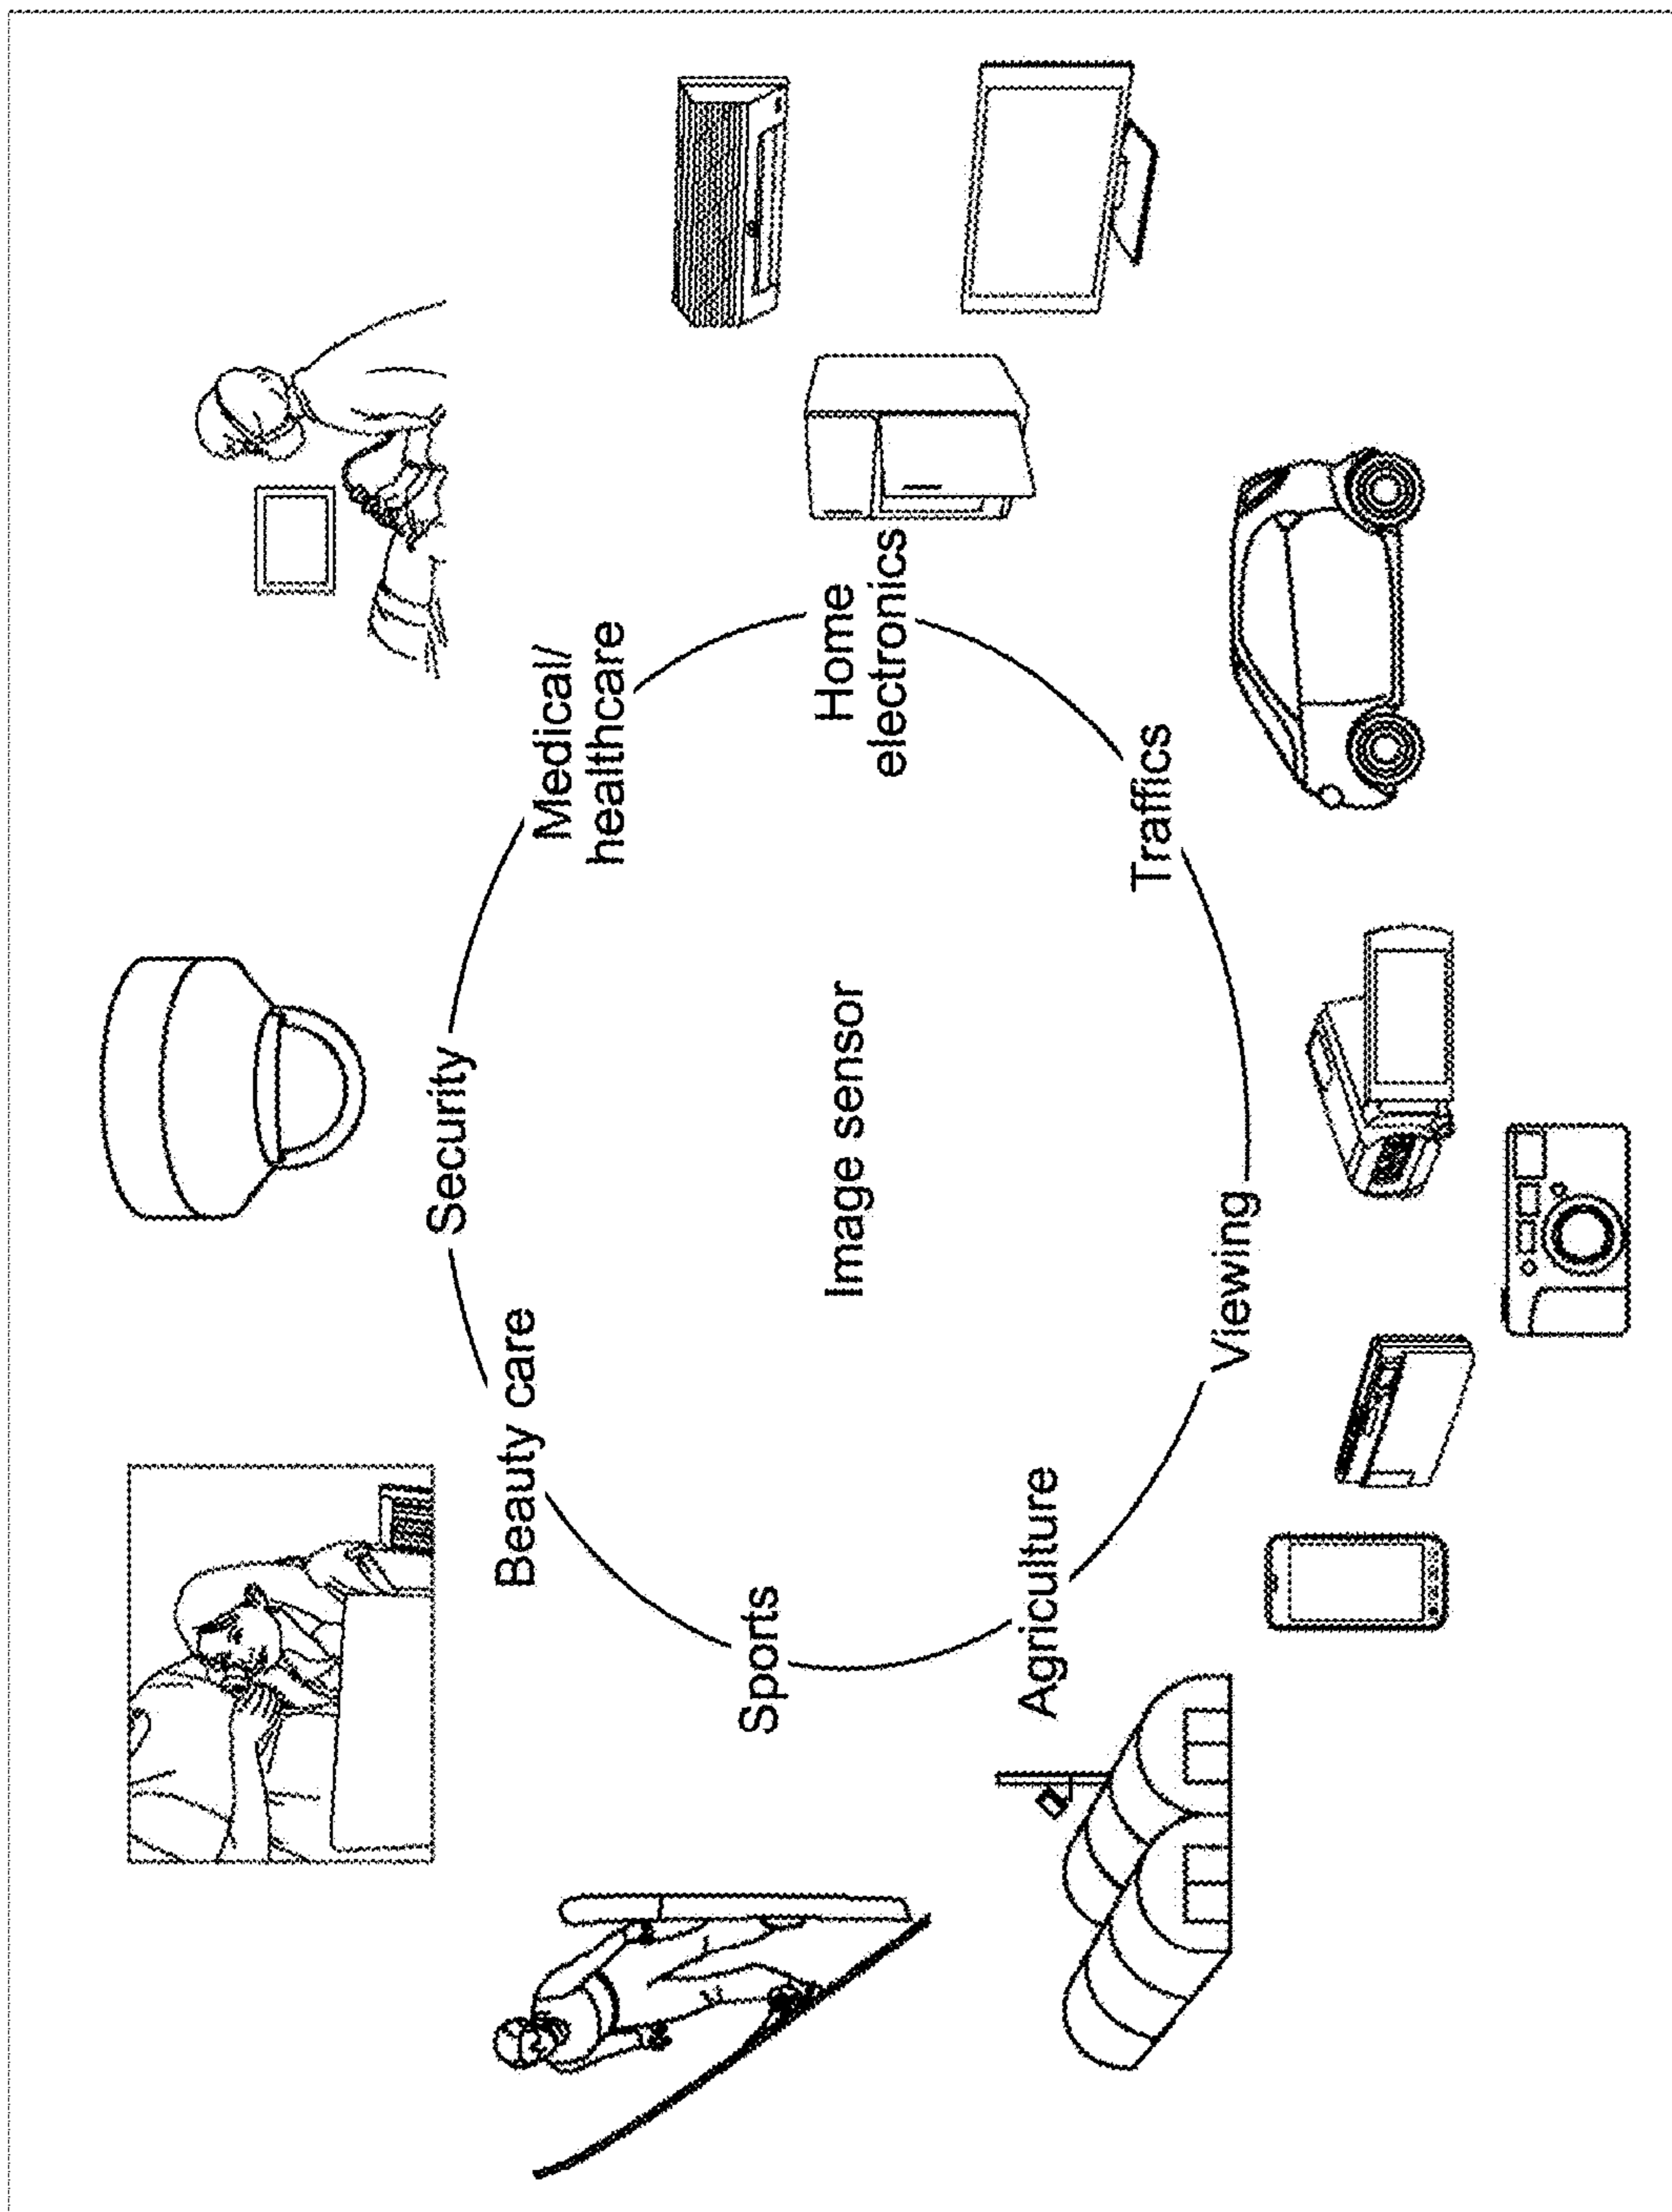 Security
Beauty care
Medical/
healthcare
Sports
Image sensor
Home
electronics
Agriculture
Traffics
Viewing